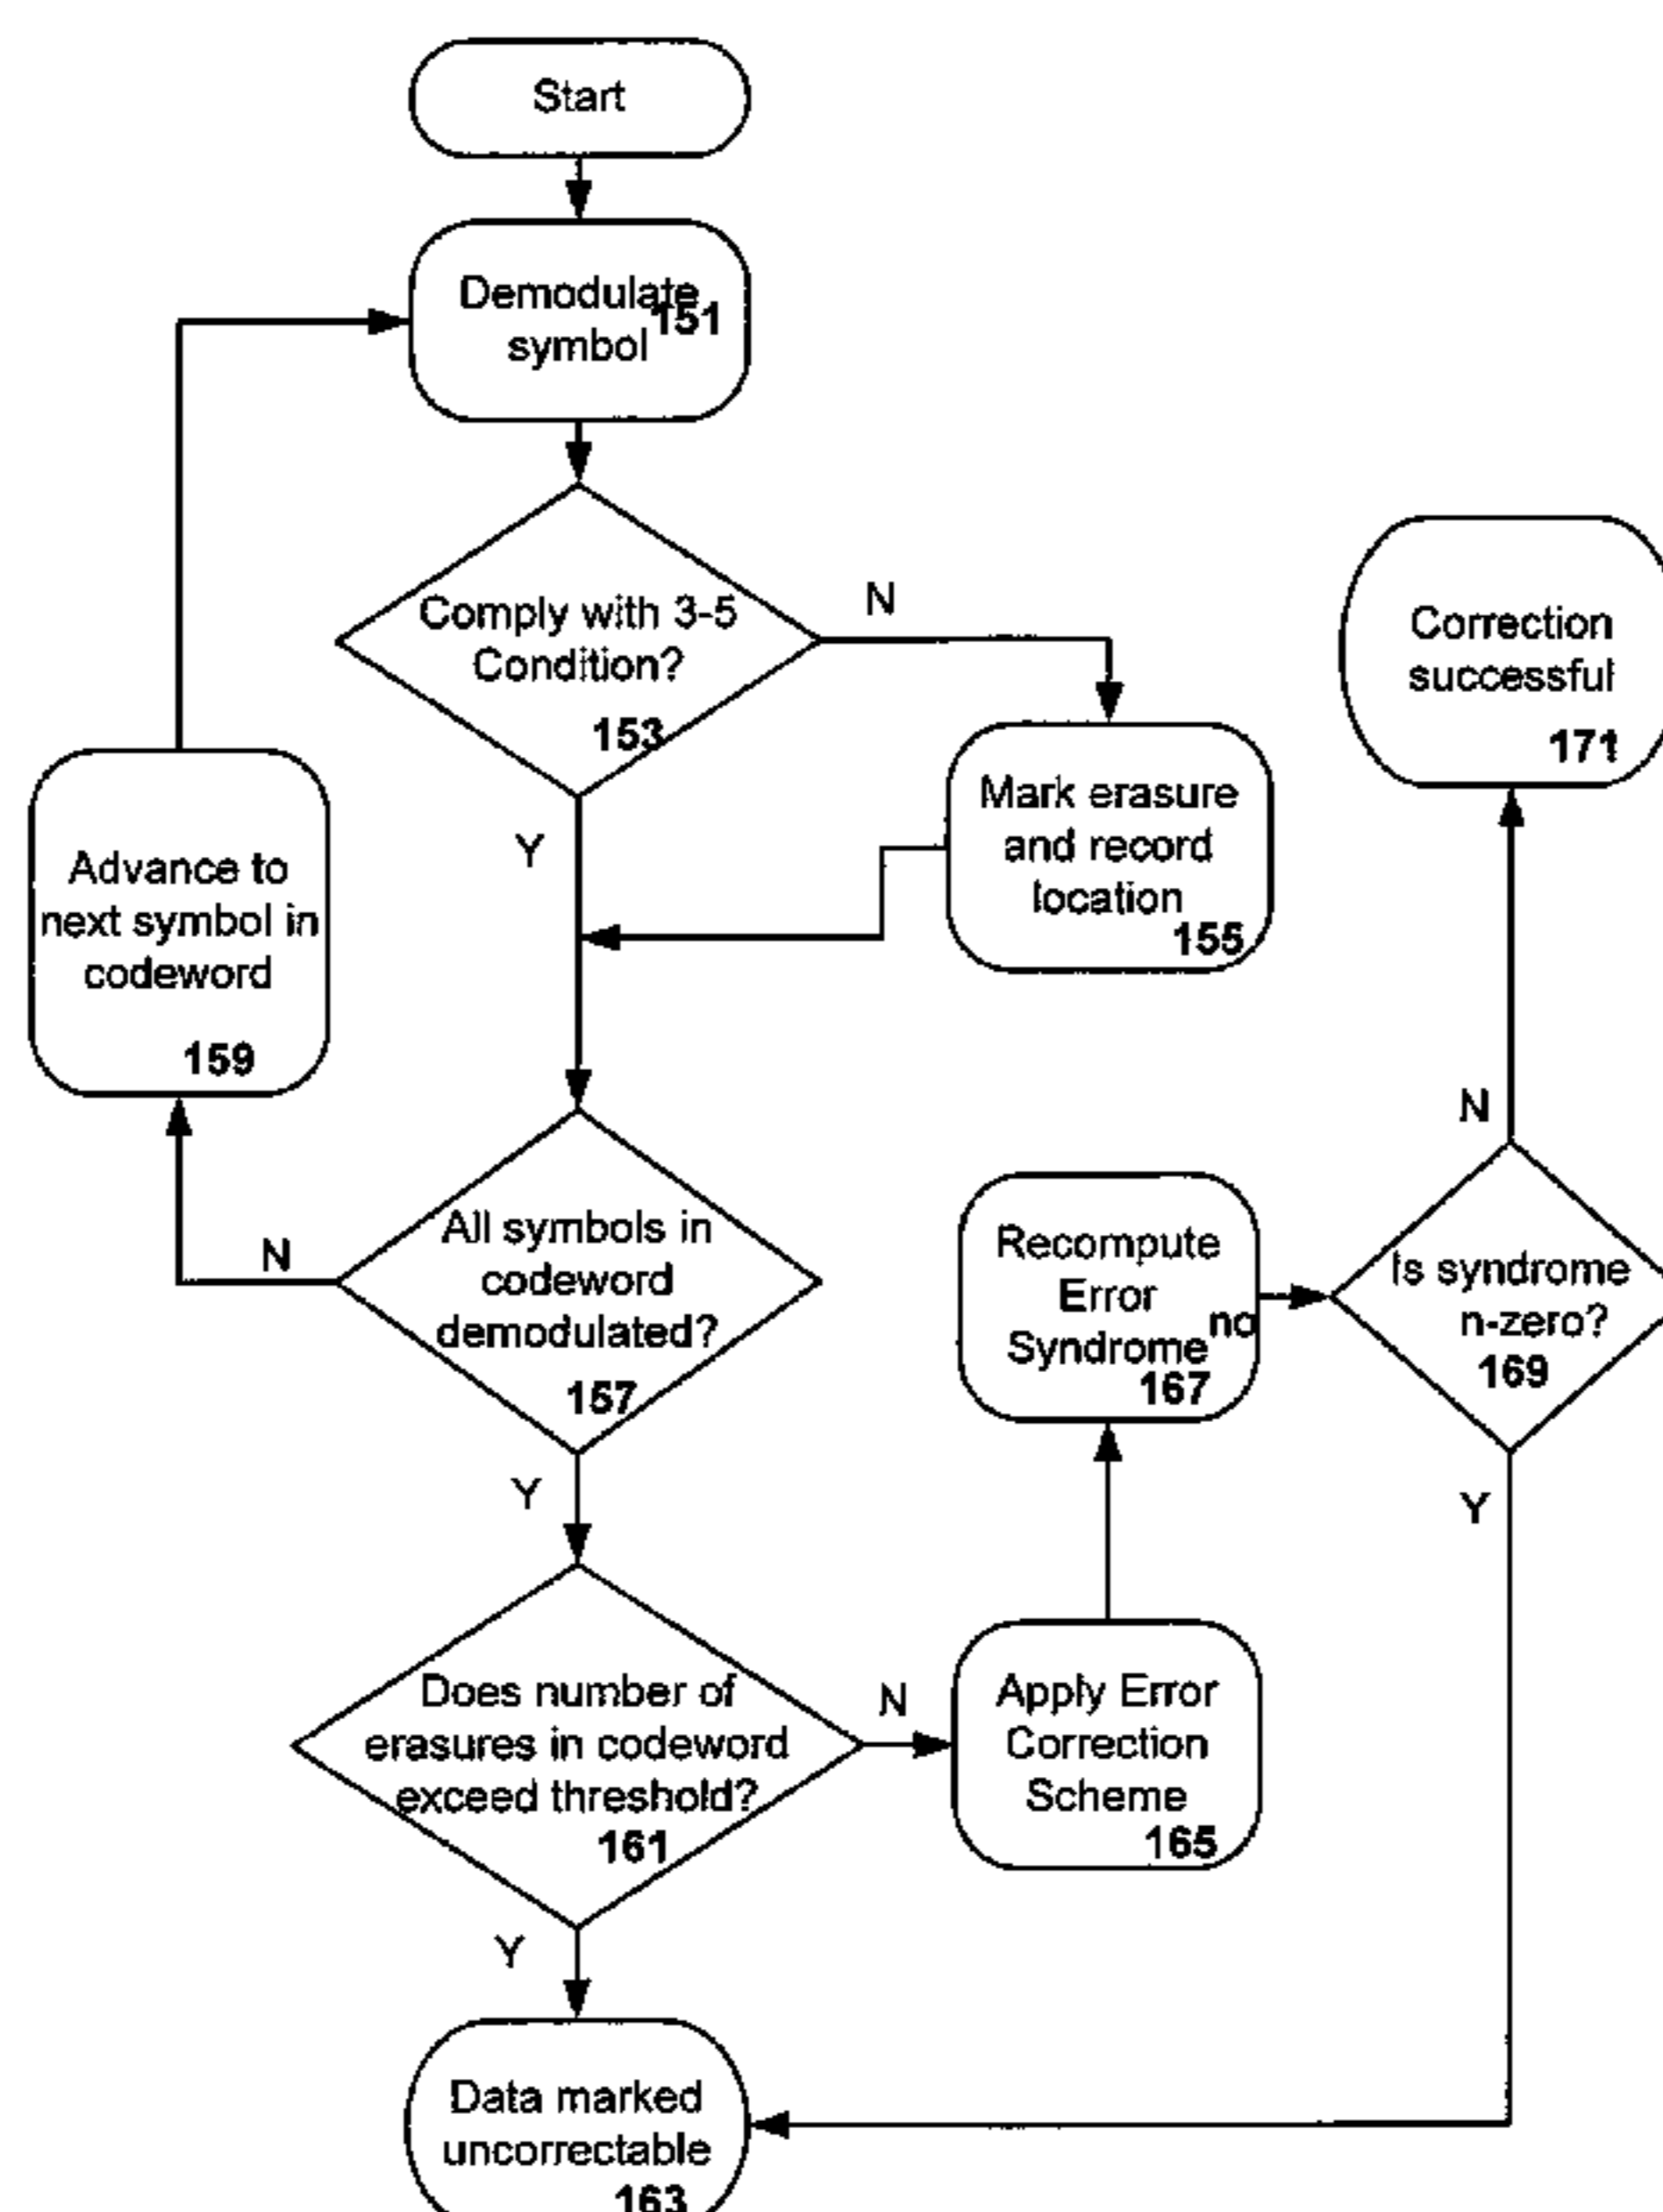 Start
Demodulate
symbol
151
Comply with 3-5
Condition?
153
N
Y
Mark erasure
and record
location
155
Advance to
next symbol in
codeword
159
Correction
successful
171
All symbols in
codeword
demodulated?
157
N
Y
Recompute
Error
Syndrome
167
Is syndrome
non-zero?
169
N
Y
Does number of
erasures in codeword
exceed threshold?
161
N
Y
Apply Error
Correction
Scheme
165
Data marked
uncorrectable
163